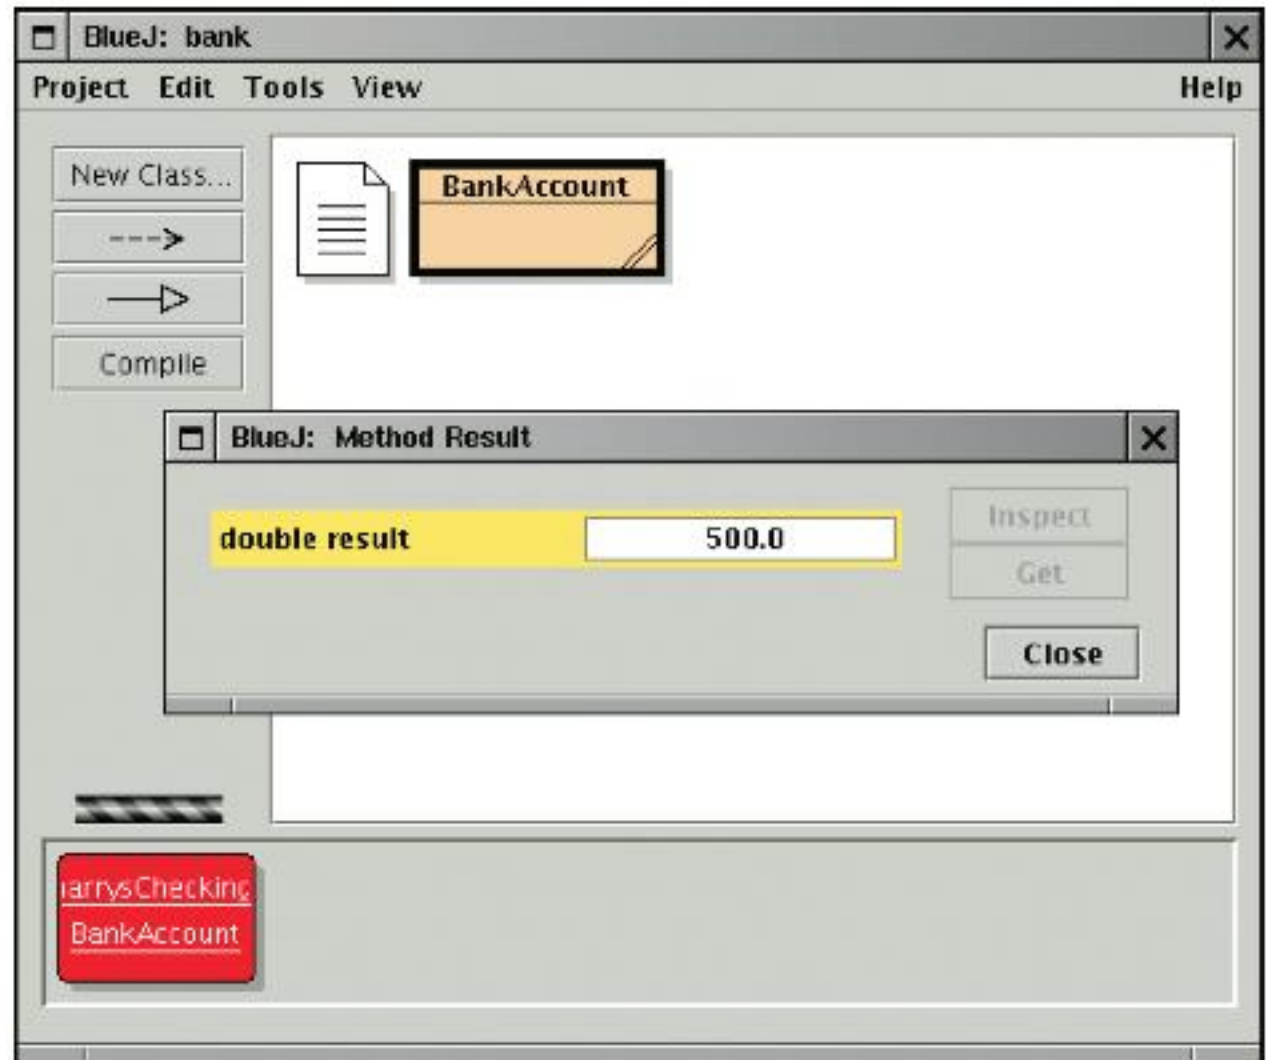 BlueJ: bank
Project Edit Tools View Help
New Class...
BankAccount
Compile
BlueJ: Method Result
double result 500.0
Inspect
Get
Close
arrysChecking
BankAccount